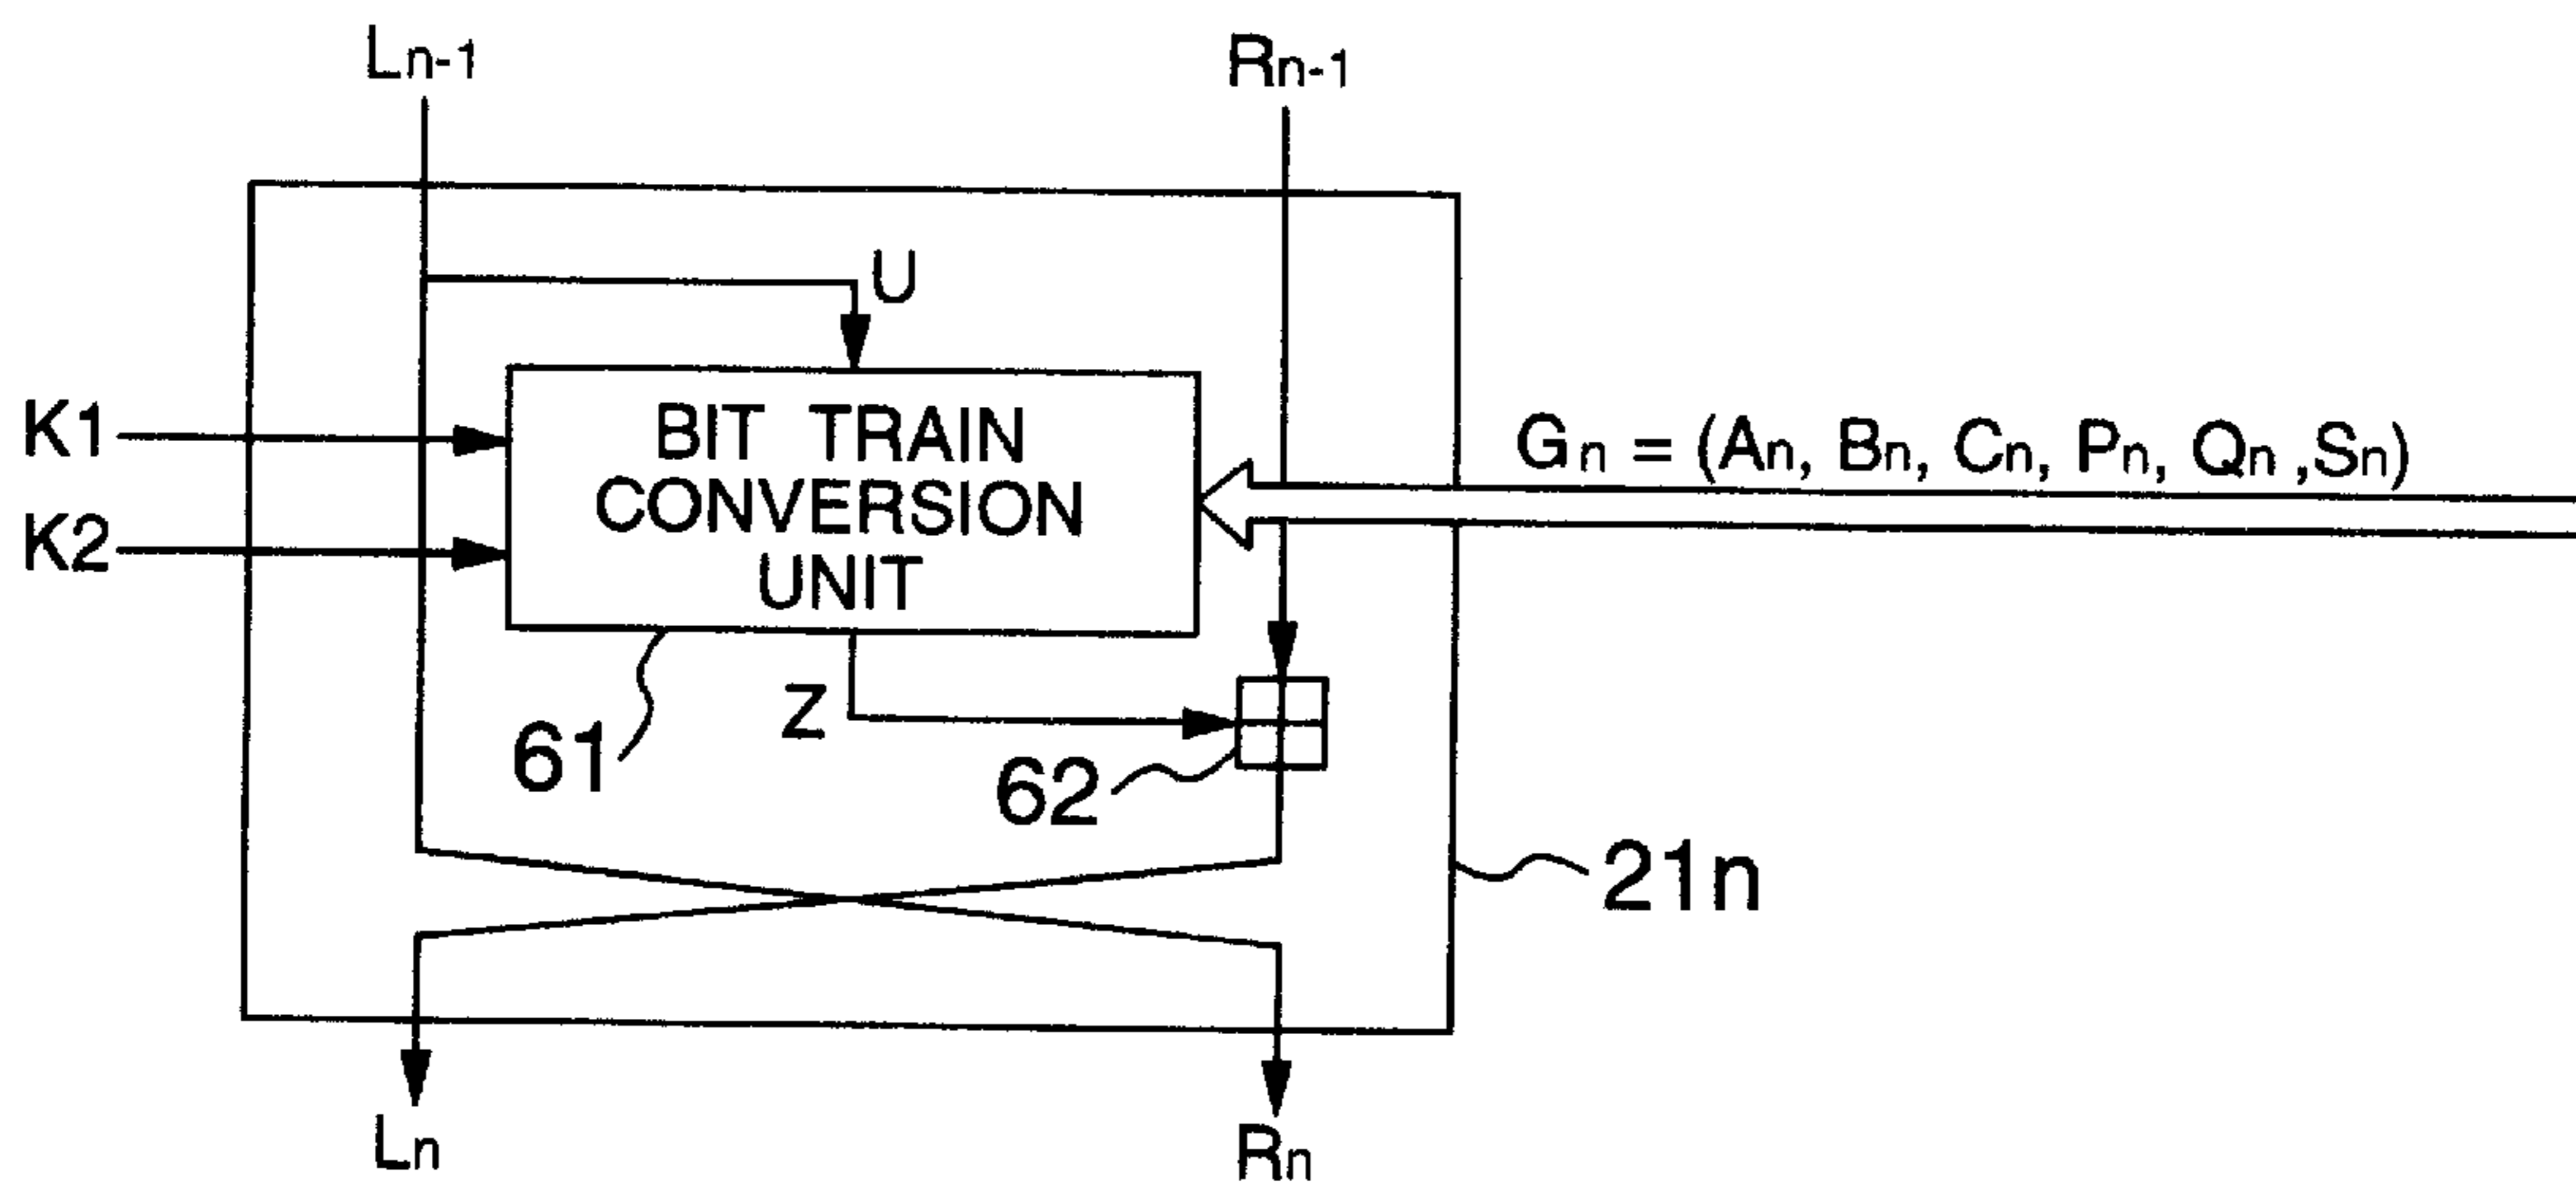 Ln-1
Rn-1
U
K1
K2
BIT TRAIN
CONVERSION
UNIT
Gn = (An, Bn, Cn, Pn, Qn ,Sn)
Z
61
62
21n
Ln
Rn